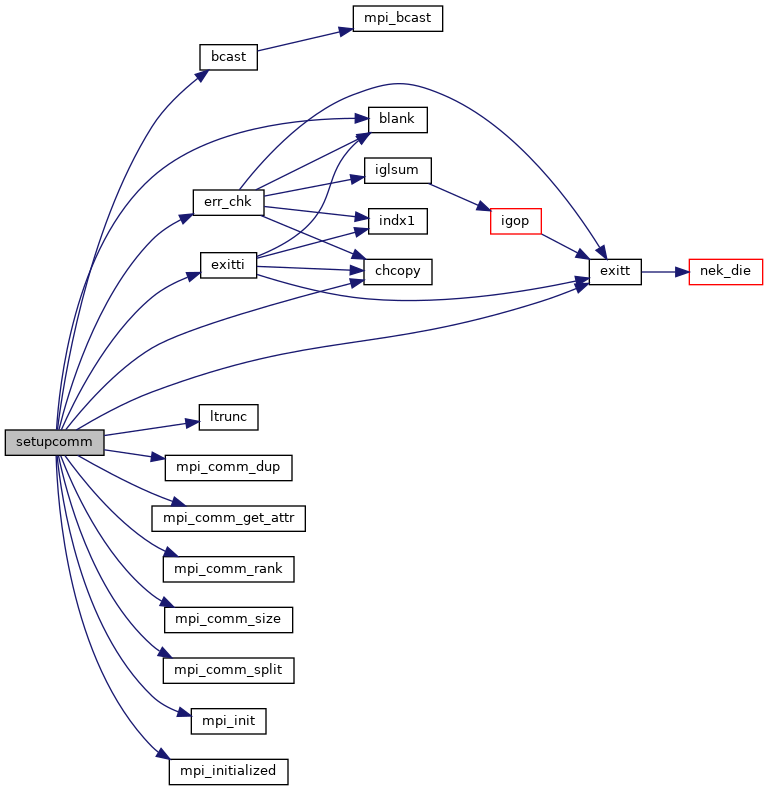 mpi_bcast
bcast
blank
iglsum
err_chk
indx1
igop
exitti
chcopy
exitt
nek_die
ltrunc
setupcomm
mpi_comm_dup
mpi_comm_get_attr
mpi_comm_rank
mpi_comm_size
mpi_comm_split
mpi_init
mpi_initialized